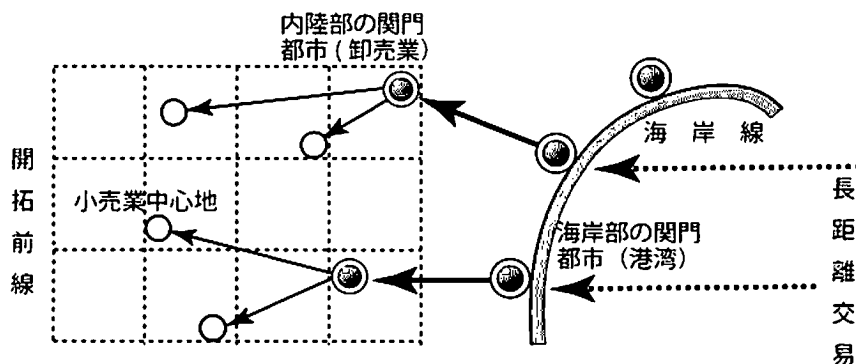 内陸部の関門
都市(卸売業)
海岸線
開拓前線
小売業中心地
海岸部の関門
都市(港湾)
長距離交易